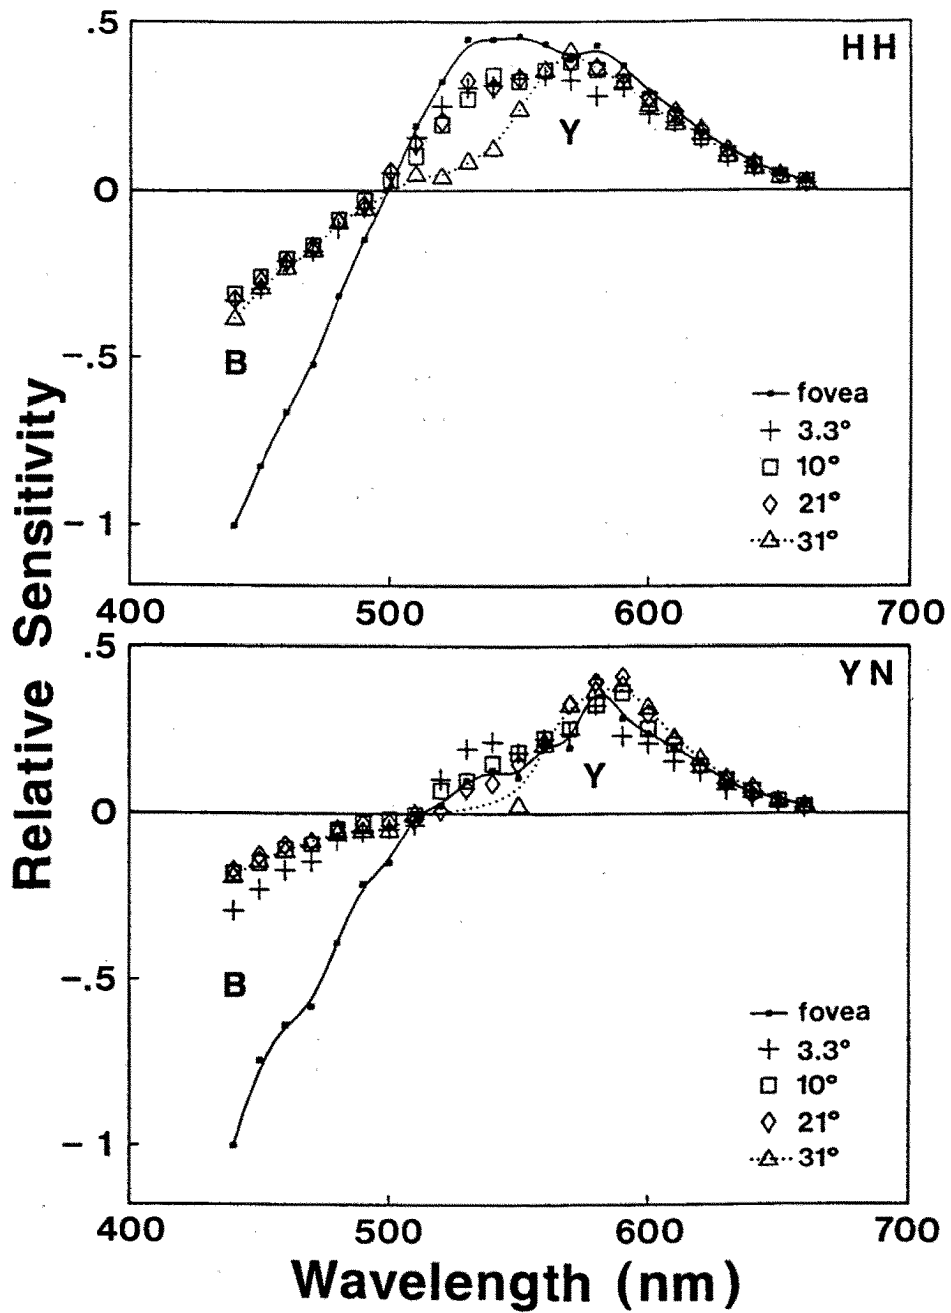 Relative Sensitivity
.5
0
-.5
-1
HH
Y
B
fovea
3.3°
10°
21°
31°
400 500 600 700
.5
0
-.5
-1
YN
Y
B
fovea
3.3°
10°
21°
31°
400 500 600 700
Wavelength (nm)